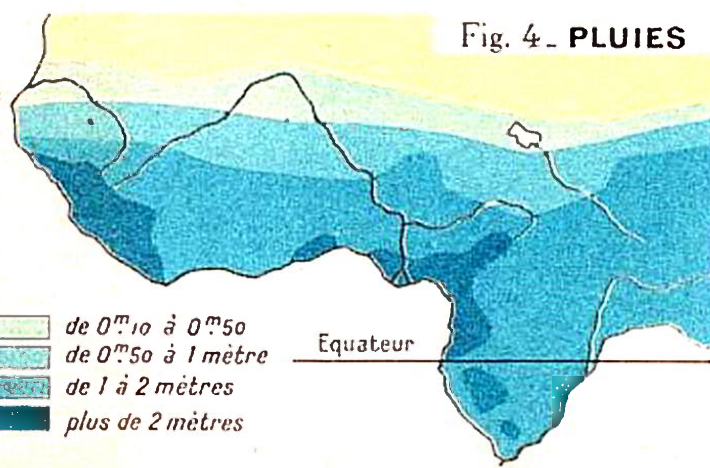 Fig. 4_ PLUIES
de 0m10 à 0m50
de 0m50 à 1 mètre
de 1 à 2 mètres
plus de 2 mètres
Equateur